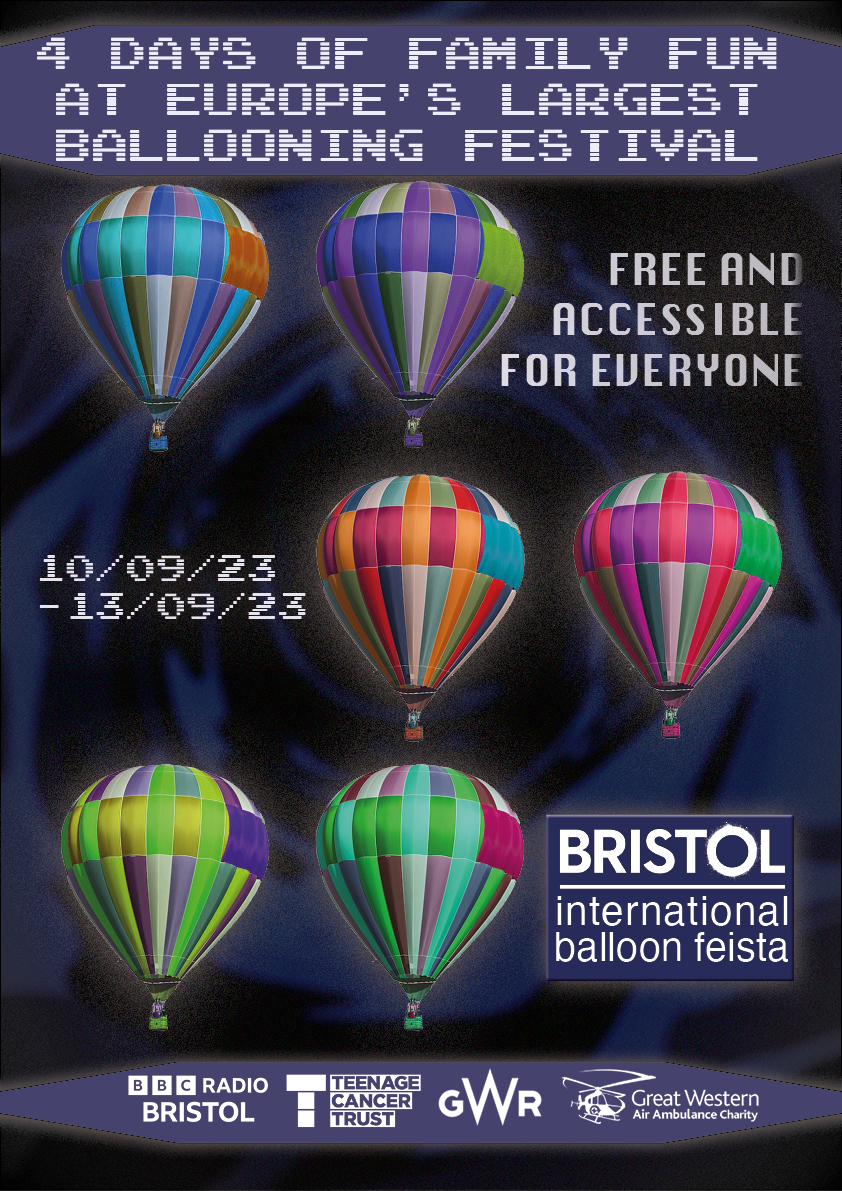 4 DAYS OF FAMILY FUN
AT EUROPE'S LARGEST
BALLOONING FESTIVAL
FREE AND
ACCESSIBLE
FOR EVERYONE
10/09/23
-13/09/23
BRISTOL
international
balloon feista
BBC RADIO
BRISTOL
TEENAGE
CANCER
TRUST
GWR
Great Western
Air Ambulance Charity